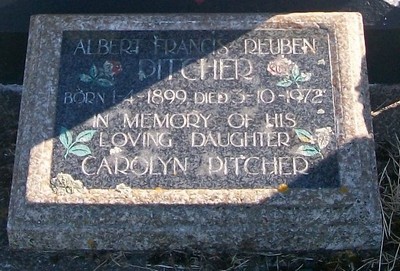 ALBERT FRANCIS REUBEN
PITCHER
BORN 1-4-1899 DIED 3-10-1972
IN MEMORY OF HIS
LOVING DAUGHTER
CAROLYN PITCHER